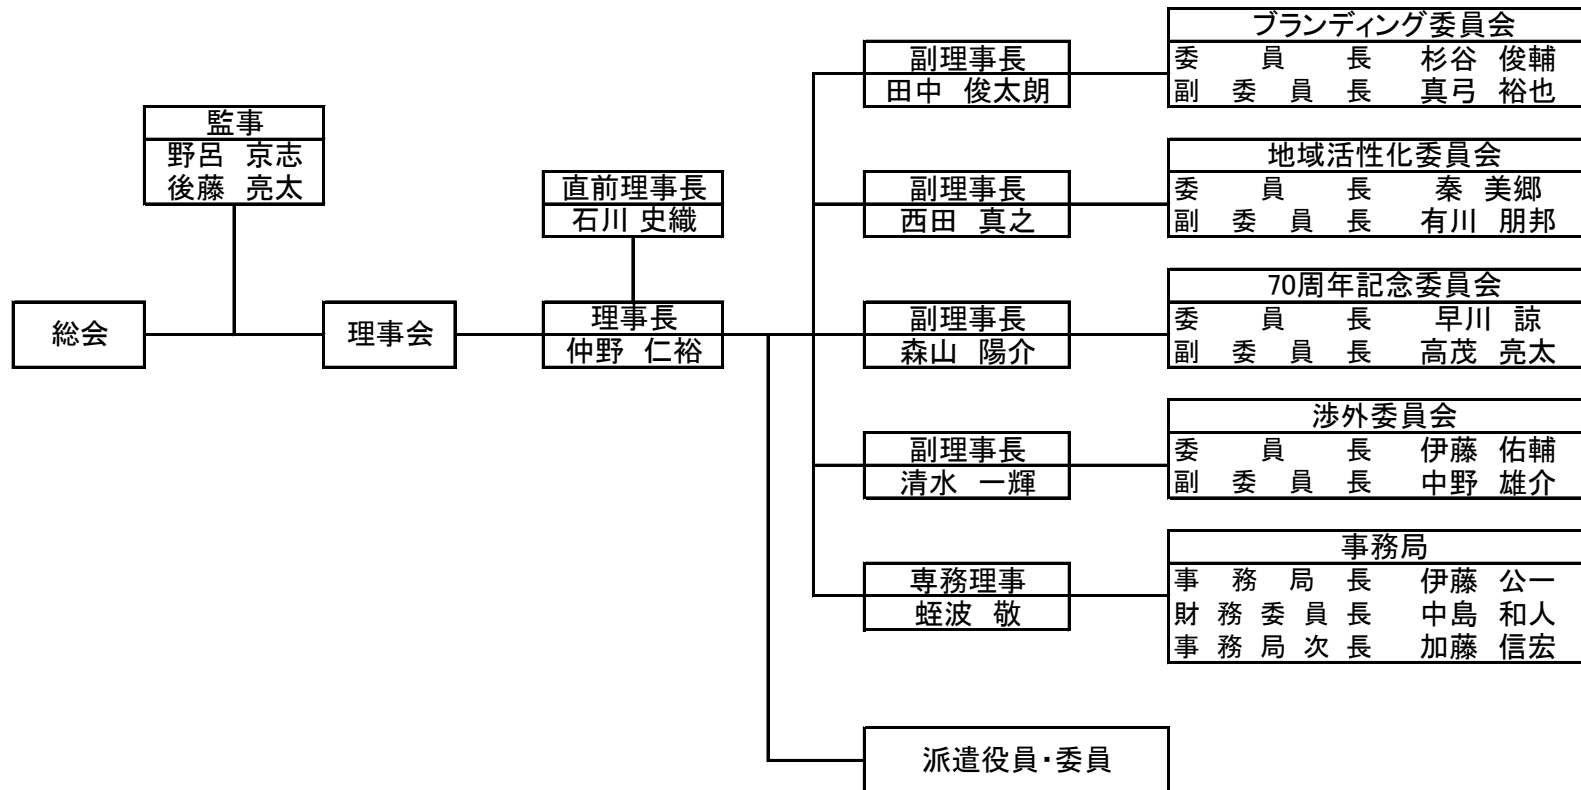 総会
監事
野呂 京志
後藤 亮太
理事会
直前理事長
石川 史織
理事長
仲野 仁裕
副理事長
田中 俊太朗
ブランディング委員会
委員長 杉谷 俊輔
副委員長 真弓 裕也
副理事長
西田 真之
地域活性化委員会
委員長 秦 美郷
副委員長 有川 朋邦
副理事長
森山 陽介
70周年記念委員会
委員長 早川 諒
副委員長 高茂 亮太
副理事長
清水 一輝
渉外委員会
委員長 伊藤 佑輔
副委員長 中野 雄介
専務理事
蛭波 敬
事務局
事務局長 伊藤 公一
財務委員長 中島 和人
事務局次長 加藤 信宏
派遣役員・委員